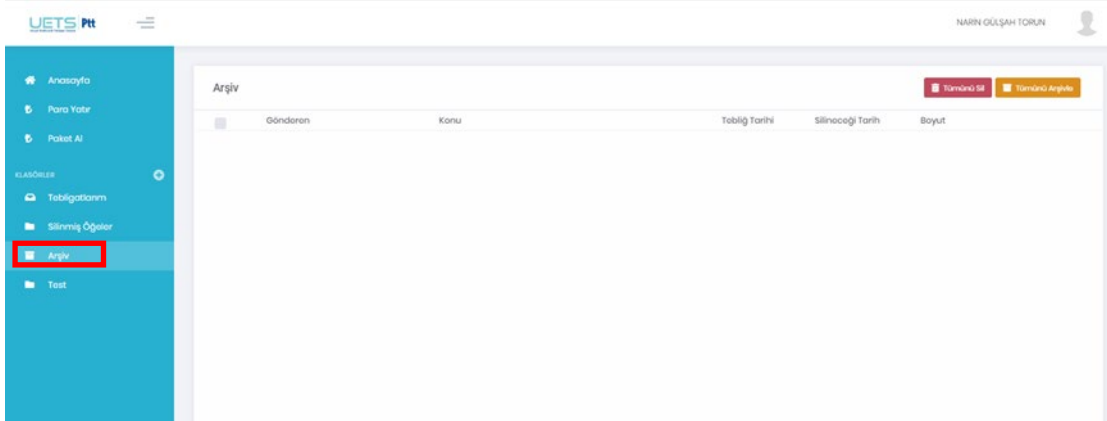 UETS Ptt
NARİN GÜLŞAH TORUN
Anasayfa
Para Yatır
Paket Al
KLASÖRLER
Tebligatlarım
Silinmiş Öğeler
Arşiv
Test
Arşiv
Tümünü Sil
Tümünü Arşivle
Gönderen Konu Tebliğ Tarihi Silineceği Tarih Boyut